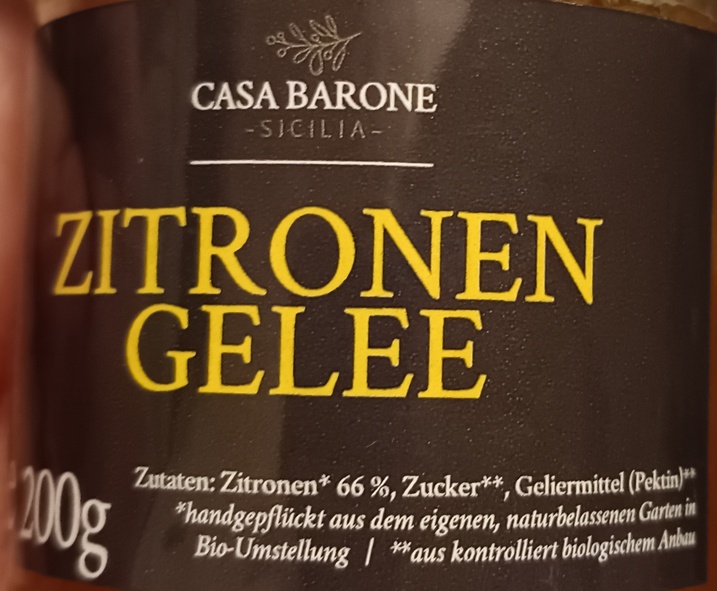 CASA BARONE
-SICILIA-
ZITRONEN
GELEE
200g
Zutaten: Zitronen* 66 %, Zucker**, Geliermittel (Pektin)**
*handgepflückt aus dem eigenen, naturbelassenen Garten in
Bio-Umstellung | **aus kontrolliert biologischem Anbau